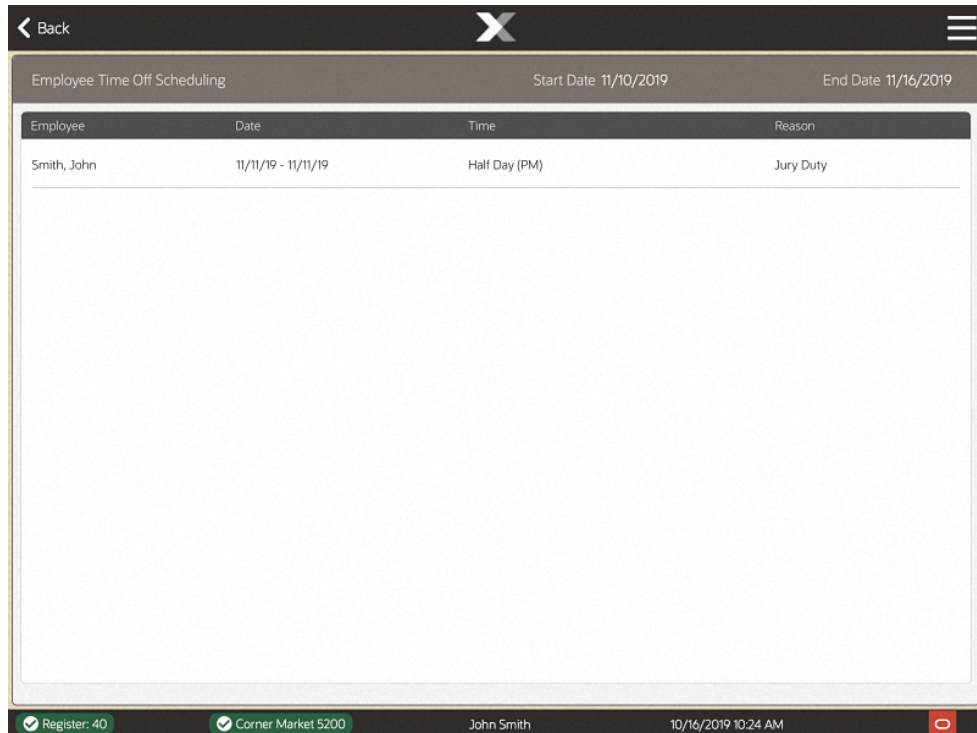 Back
Employee Time Off Scheduling Start Date 11/10/2019 End Date 11/16/2019
Employee Date Time Reason
Smith, John 11/11/19 - 11/11/19 Half Day (PM) Jury Duty
Register: 40 Corner Market 5200 John Smith 10/16/2019 10:24 AM